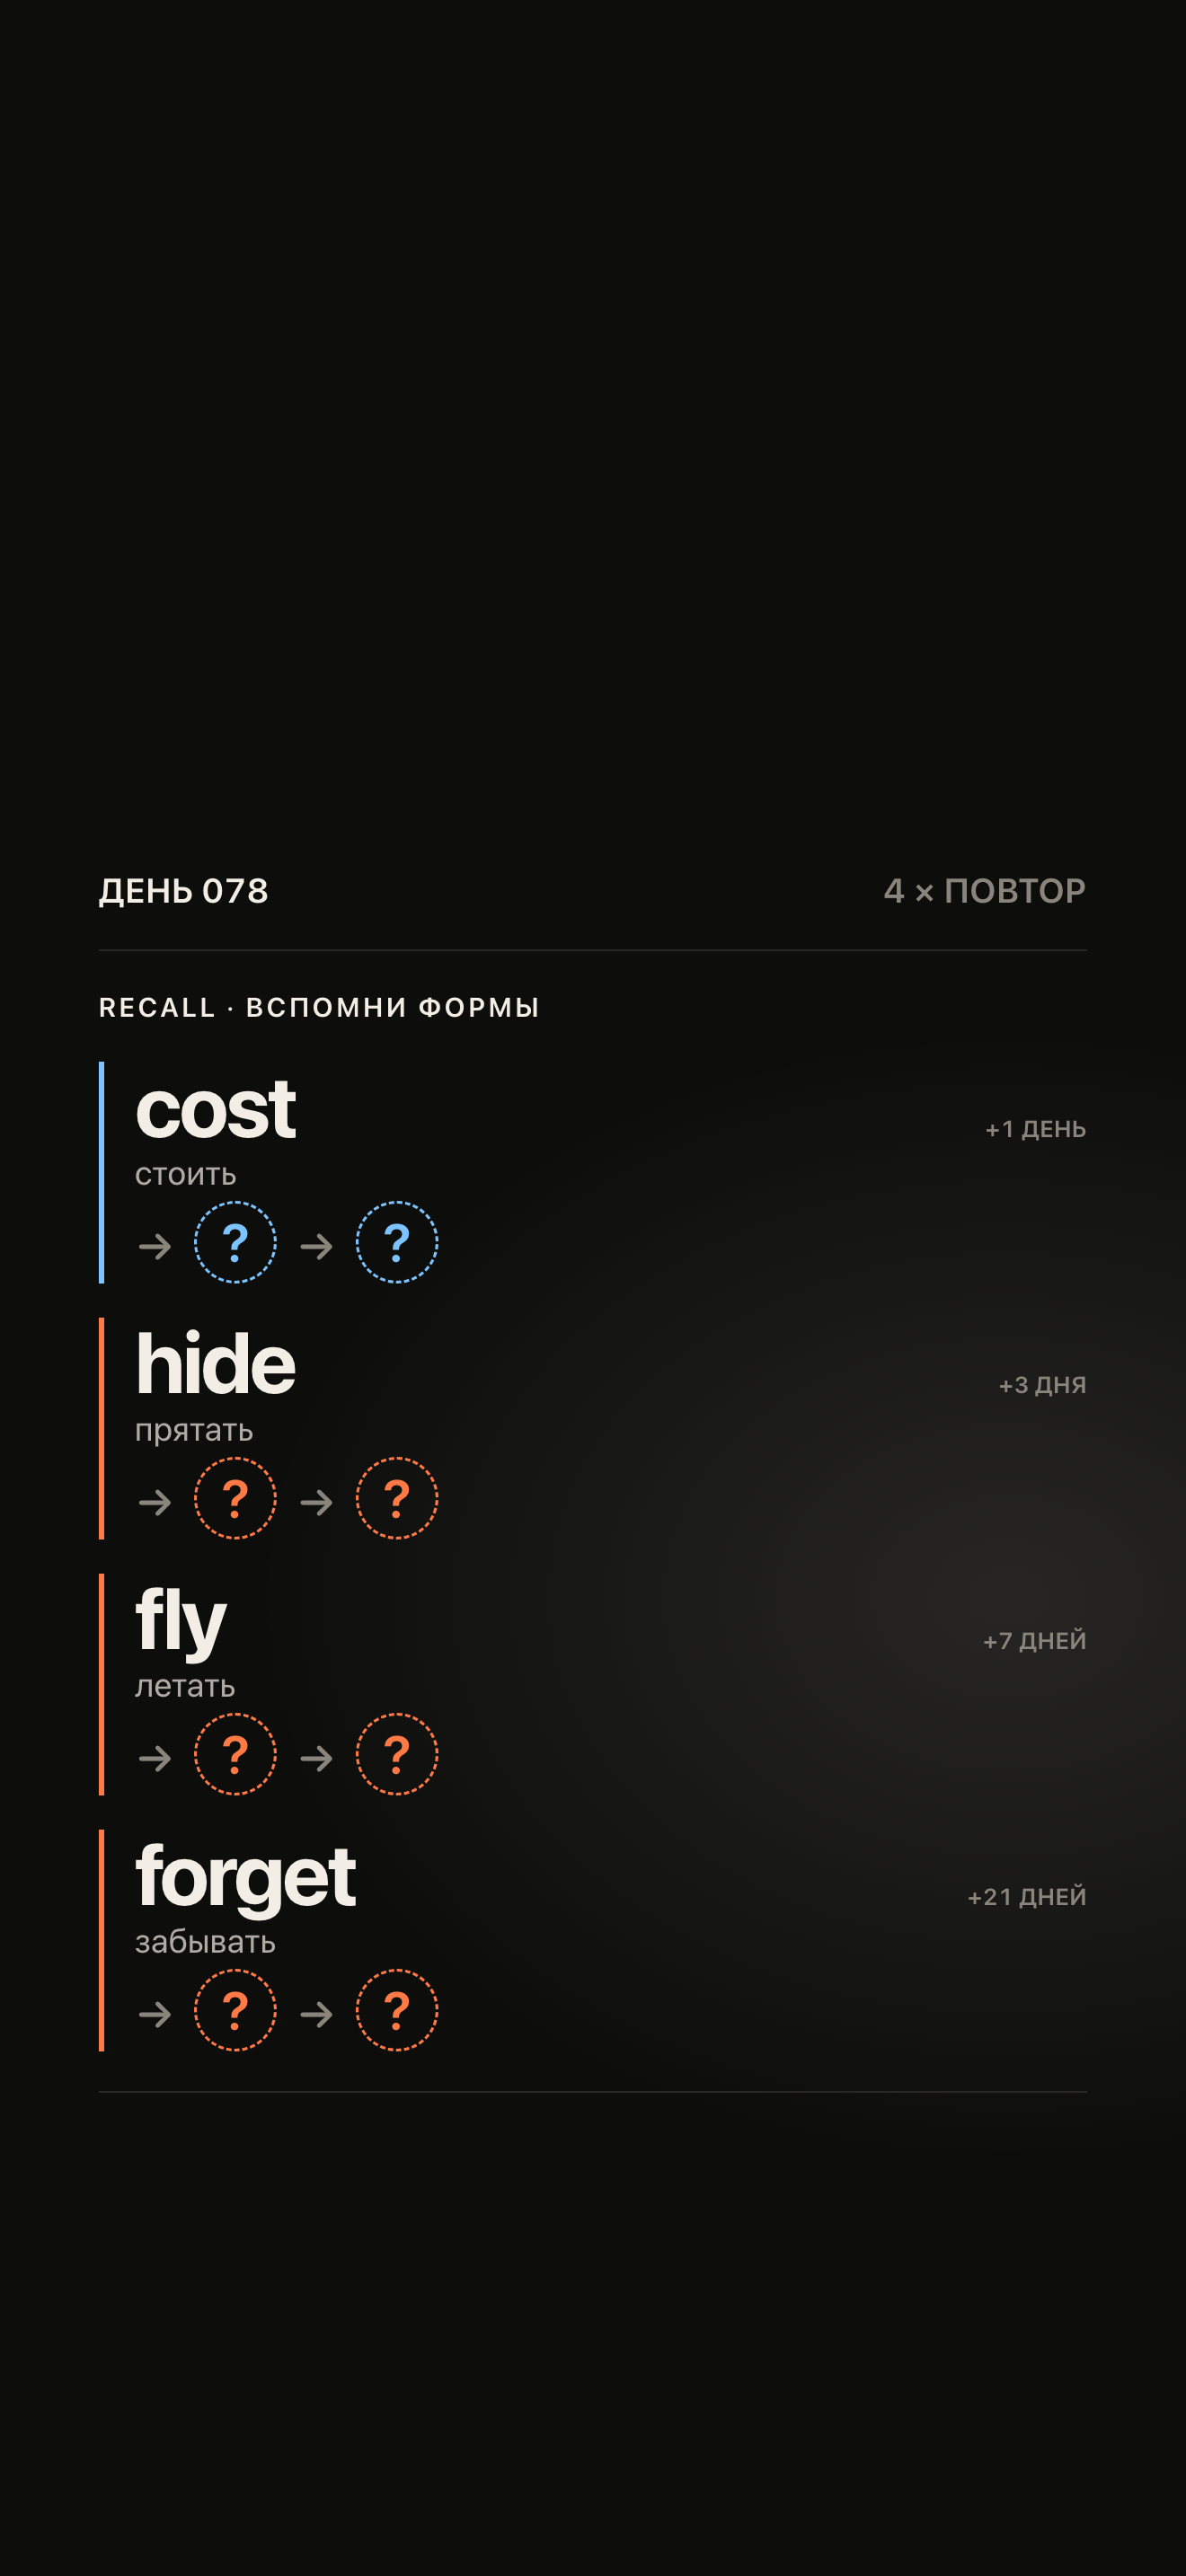 ДЕНЬ 078
4 × ПОВТОР
RECALL · ВСПОМНИ ФОРМЫ
cost
+1 ДЕНЬ
стоить
→ ? → ?
hide
+3 ДНЯ
прятать
→ ? → ?
fly
+7 ДНЕЙ
летать
→ ? → ?
forget
+21 ДНЕЙ
забывать
→ ? → ?